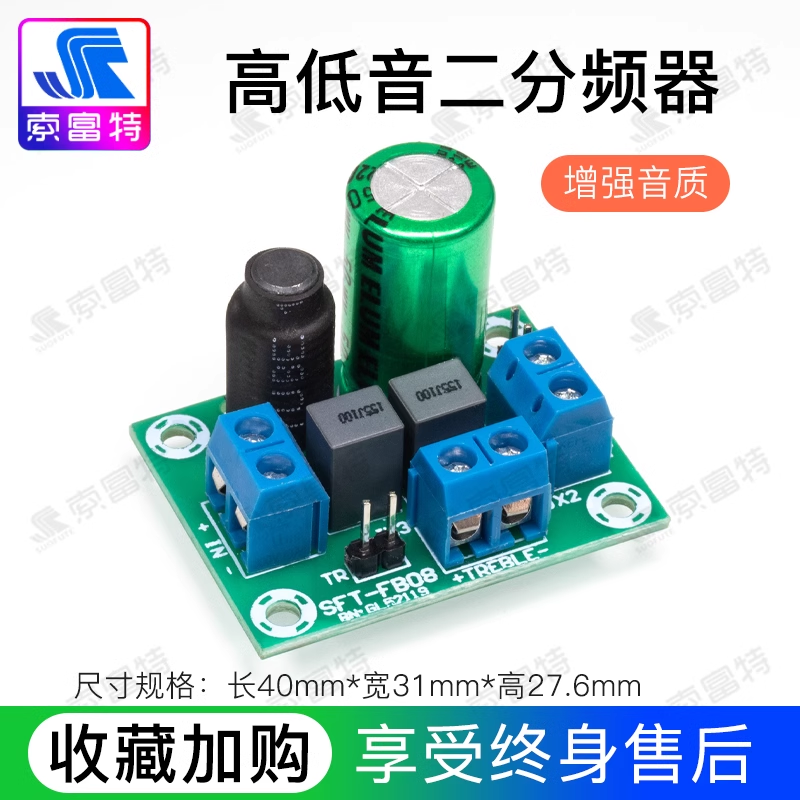 索富特
高低音二分频器
增强音质
155J100
155J100
+ IN -
TR
+TREBLE-
SFT-FB08
BN:GL52119
尺寸规格：长40mm*宽31mm*高27.6mm
收藏加购 享受终身售后